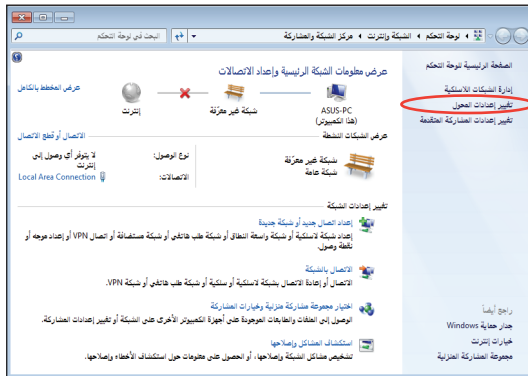 لوحة التحكم ◂ الشبكة وإنترنت ◂ مركز الشبكة والمشاركة
البحث في لوحة التحكم
الصفحة الرئيسية للوحة التحكم
إدارة الشبكات اللاسلكية
تغيير إعدادات المحول
تغيير إعدادات المشاركة المتقدمة
عرض معلومات الشبكة الرئيسية وإعداد الاتصالات
عرض المخطط بالكامل
ASUS-PC
(هذا الكمبيوتر)
شبكة غير معرّفة
إنترنت
عرض الشبكات النشطة
الاتصال أو قطع الاتصال
شبكة غير معرّفة
شبكة عامة
نوع الوصول:
لا يتوفر أي وصول إلى
إنترنت
الاتصالات:
Local Area Connection
تغيير إعدادات الشبكة
إعداد اتصال جديد أو شبكة جديدة
إعداد شبكة لاسلكية أو شبكة واسعة النطاق أو شبكة طلب هاتفي أو شبكة مستضافة أو اتصال VPN أو إعداد موجه أو
نقطة وصول.
الاتصال بالشبكة
الاتصال أو إعادة الاتصال بشبكة لاسلكية أو سلكية أو شبكة طلب هاتفي أو شبكة VPN.
اختيار مجموعة مشاركة منزلية وخيارات المشاركة
الوصول إلى الملفات والطابعات الموجودة على أجهزة الكمبيوتر الأخرى على الشبكة أو تغيير إعدادات المشاركة.
استكشاف المشاكل وإصلاحها
تشخيص مشاكل الشبكة وإصلاحها، أو الحصول على معلومات حول استكشاف الأخطاء وإصلاحها.
راجع أيضاً
جدار حماية Windows
خيارات إنترنت
مجموعة المشاركة المنزلية